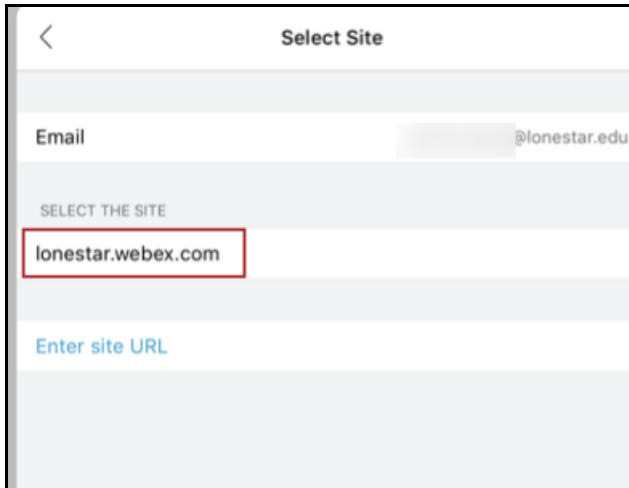 Select Site
Email @lonestar.edu
SELECT THE SITE
lonestar.webex.com
Enter site URL